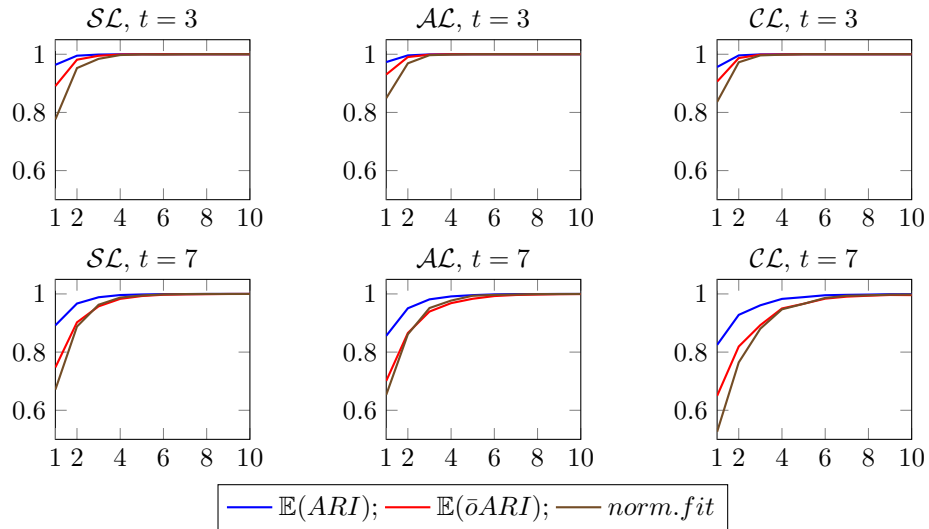 𝒮ℒ, t = 3 𝒜ℒ, t = 3 𝒞ℒ, t = 3
1 1 1
0.8 0.8 0.8
0.6 0.6 0.6
1 2 4 6 8 10 1 2 4 6 8 10 1 2 4 6 8 10
𝒮ℒ, t = 7 𝒜ℒ, t = 7 𝒞ℒ, t = 7
1 1 1
0.8 0.8 0.8
0.6 0.6 0.6
1 2 4 6 8 10 1 2 4 6 8 10 1 2 4 6 8 10
𝔼(ARI); 𝔼(ōARI); norm.fit